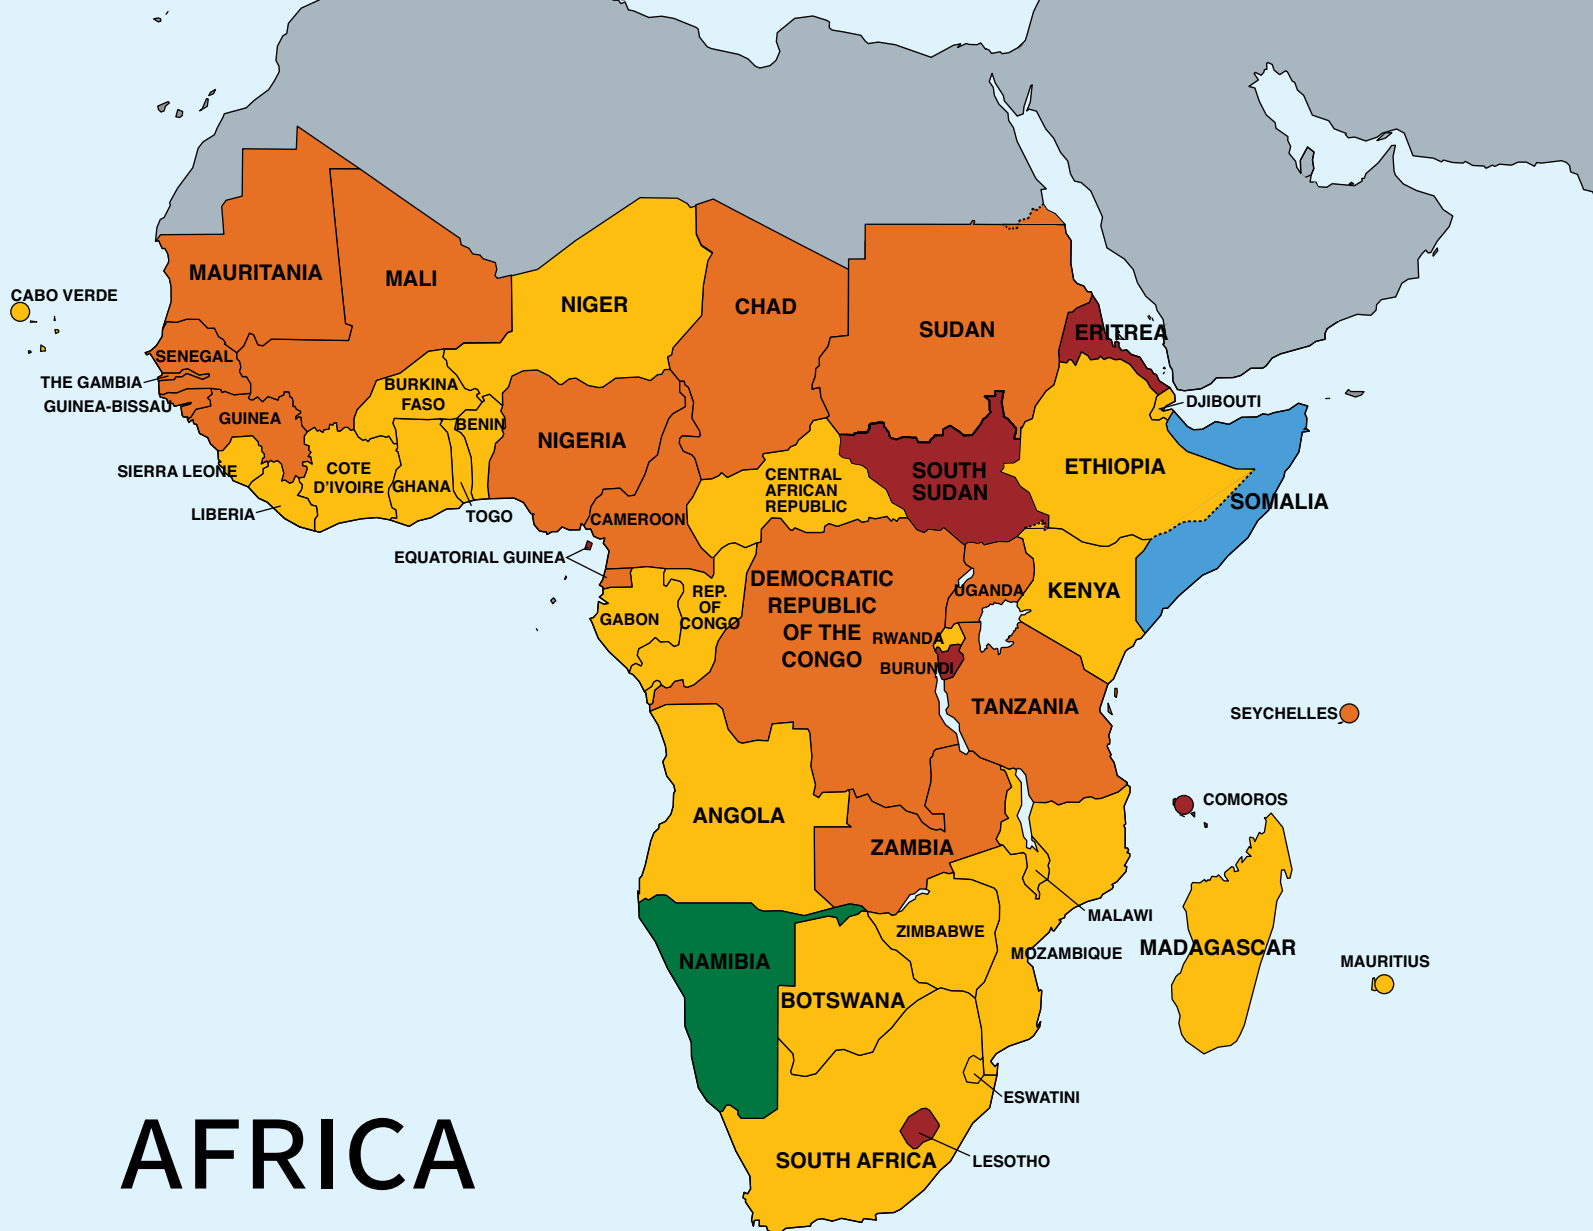 MAURITANIA
MALI
CABO VERDE
NIGER
CHAD
SUDAN
ERITREA
SENEGAL
THE GAMBIA
GUINEA-BISSAU
BURKINA
FASO
DJIBOUTI
GUINEA
BENIN
NIGERIA
SIERRA LEONE
COTE
D'IVOIRE
GHANA
CENTRAL
AFRICAN
REPUBLIC
SOUTH
SUDAN
ETHIOPIA
SOMALIA
LIBERIA
TOGO
CAMEROON
EQUATORIAL GUINEA
DEMOCRATIC
REPUBLIC
OF THE
CONGO
UGANDA
KENYA
REP.
OF
CONGO
GABON
RWANDA
BURUNDI
TANZANIA
SEYCHELLES
COMOROS
ANGOLA
ZAMBIA
MALAWI
ZIMBABWE
MOZAMBIQUE
MADAGASCAR
NAMIBIA
MAURITIUS
BOTSWANA
ESWATINI
AFRICA
SOUTH AFRICA
LESOTHO